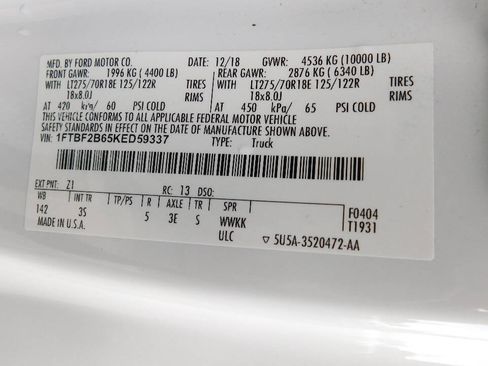 MFD. BY FORD MOTOR CO. 12/18 GVWR: 4536 KG (10000 LB)
FRONT GAWR: 1996 KG (4400 LB) REAR GAWR: 2876 KG (6340 LB)
WITH LT275/70R18E 125/122R TIRES WITH LT275/70R18E 125/122R TIRES
18x8.0J RIMS 18x8.0J RIMS
AT 420 kPa/ 60 PSI COLD AT 450 kPa/ 65 PSI COLD
THIS VEHICLE CONFORMS TO ALL APPLICABLE FEDERAL MOTOR VEHICLE
SAFETY STANDARDS IN EFFECT ON THE DATE OF MANUFACTURE SHOWN ABOVE.
VIN: 1FTBF2B65KED59337 TYPE: Truck
EXT PNT: Z1 RC: 13 DSO:
WB INT TR TP/PS R AXLE TR SPR F0404
142 3S 5 3E S WWKK T1931
MADE IN U.S.A. ULC ▽ 5U5A-3520472-AA